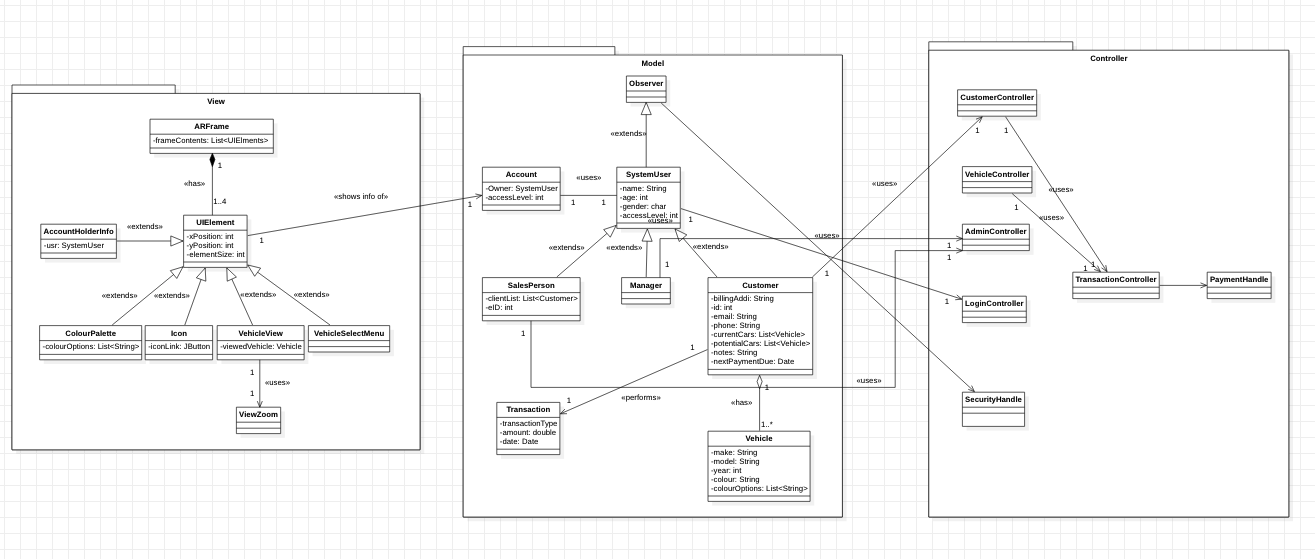 View
ARFrame
-frameContents: List<UIElments>
1
«has»
1..4
UIElement
-xPosition: int
-yPosition: int
-elementSize: int
1
«shows info of»
1
AccountHolderInfo
-usr: SystemUser
«extends»
«extends»
«extends»
«extends»
«extends»
ColourPalette
-colourOptions: List<String>
Icon
-iconLink: JButton
VehicleView
-viewedVehicle: Vehicle
VehicleSelectMenu
1
«uses»
1
ViewZoom
Model
Observer
«extends»
Account
-Owner: SystemUser
-accessLevel: int
«uses»
1
1
SystemUser
-name: String
-age: int
-gender: char
-accessLevel: int
«uses»
1
«extends»
«extends»
«extends»
SalesPerson
-clientList: List<Customer>
-eID: int
1
Manager
1
Customer
-billingAddi: String
-id: int
-email: String
-phone: String
-currentCars: List<Vehicle>
-potentialCars: List<Vehicle>
-notes: String
-nextPaymentDue: Date
1
1
«performs»
1
Transaction
-transactionType
-amount: double
-date: Date
1
«has»
1..*
Vehicle
-make: String
-model: String
-year: int
-colour: String
-colourOptions: List<String>
«uses»
«uses»
«uses»
Controller
CustomerController
1
1
VehicleController
1
«uses»
«uses»
AdminController
1
1
LoginController
1
1
1
TransactionController
PaymentHandle
SecurityHandle